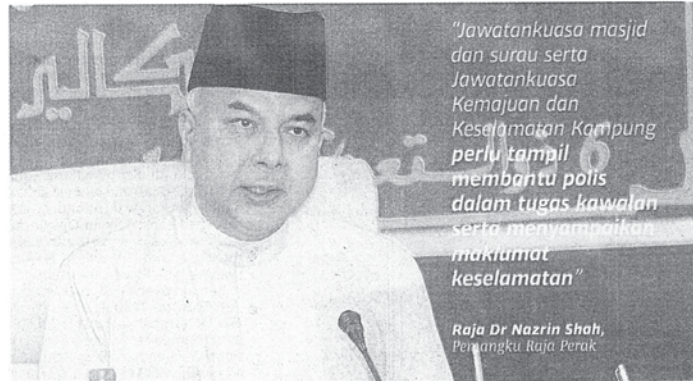 "Jawatankuasa masjid
dan surau serta
Jawatankuasa
Kemajuan dan
Keselamatan Kampung
perlu tampil
membantu polis
dalam tugas kawalan
serta menyampaikan
maklumat
keselamatan"
Raja Dr Nazrin Shah,
Pemangku Raja Perak